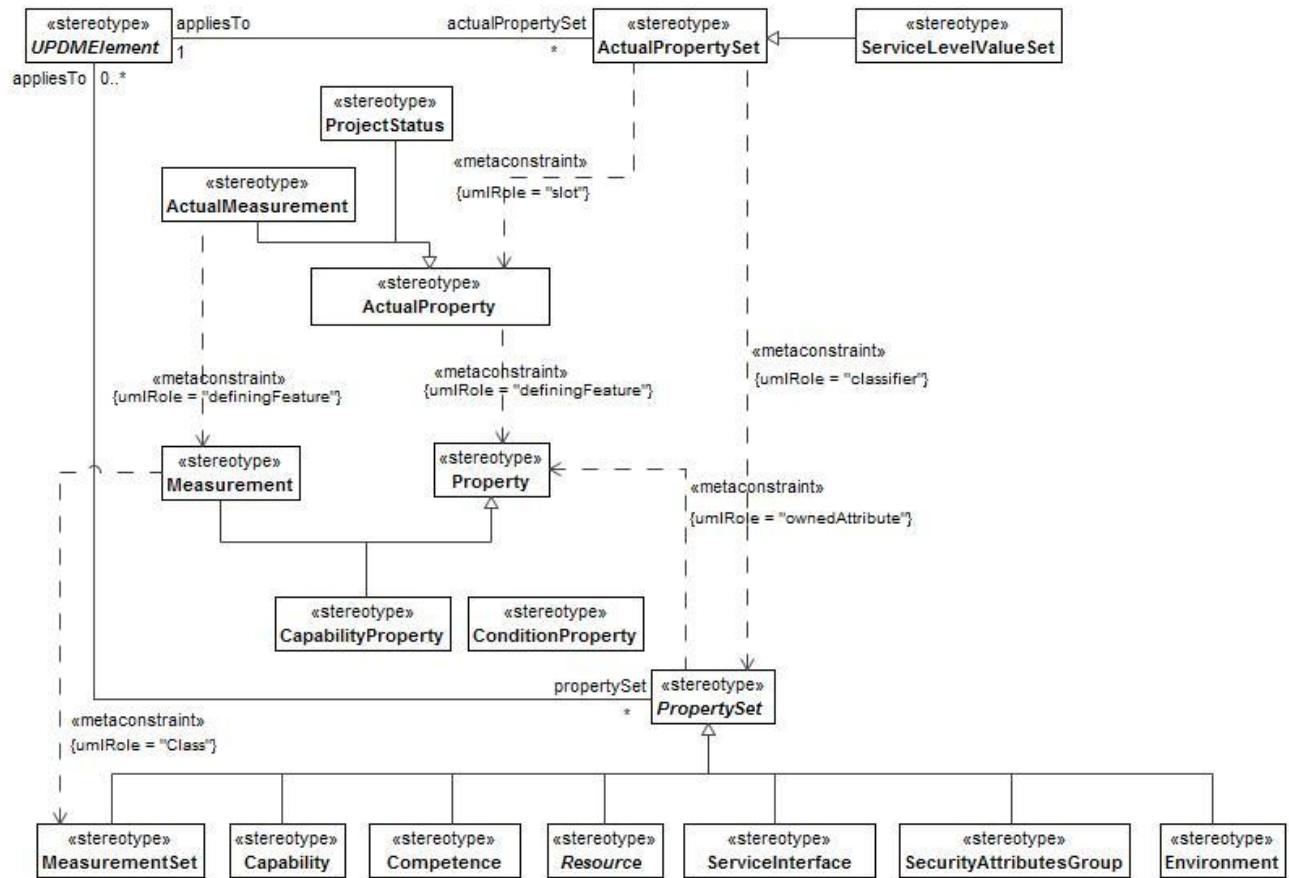 «stereotype»
UPDMElement
appliesTo
1
actualPropertySet
*
«stereotype»
ActualPropertySet
«stereotype»
ServiceLevelValueSet
appliesTo
0..*
«stereotype»
ProjectStatus
«metaconstraint»
{umlRole = "slot"}
«stereotype»
ActualMeasurement
«stereotype»
ActualProperty
«metaconstraint»
{umlRole = "classifier"}
«metaconstraint»
{umlRole = "definingFeature"}
«metaconstraint»
{umlRole = "definingFeature"}
«stereotype»
Measurement
«stereotype»
Property
«metaconstraint»
{umlRole = "ownedAttribute"}
«stereotype»
CapabilityProperty
«stereotype»
ConditionProperty
propertySet
*
«stereotype»
PropertySet
«metaconstraint»
{umlRole = "Class"}
«stereotype»
MeasurementSet
«stereotype»
Capability
«stereotype»
Competence
«stereotype»
Resource
«stereotype»
ServiceInterface
«stereotype»
SecurityAttributesGroup
«stereotype»
Environment